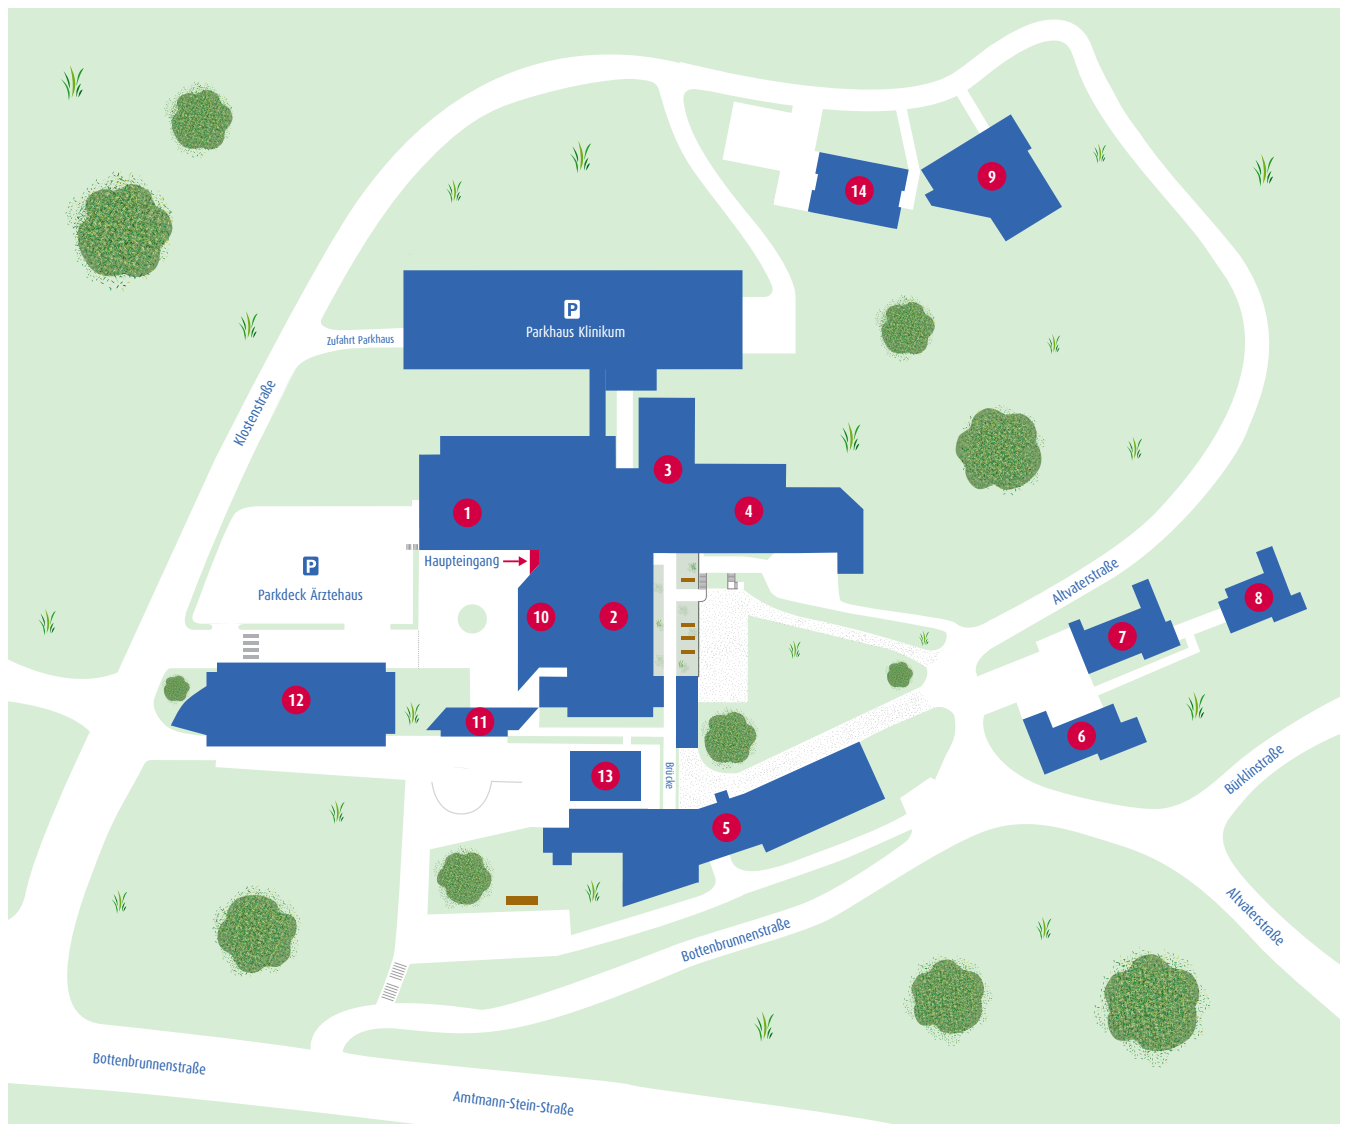 14
9
P
Parkhaus Klinikum
Zufahrt Parkhaus
Klostenstraße
3
1
4
Haupteingang
P
Parkdeck Ärztehaus
Altvaterstraße
10
2
8
7
12
11
6
13
Brücke
Bürklinstraße
5
Altvaterstraße
Bottenbrunnenstraße
Bottenbrunnenstraße
Amtmann-Stein-Straße